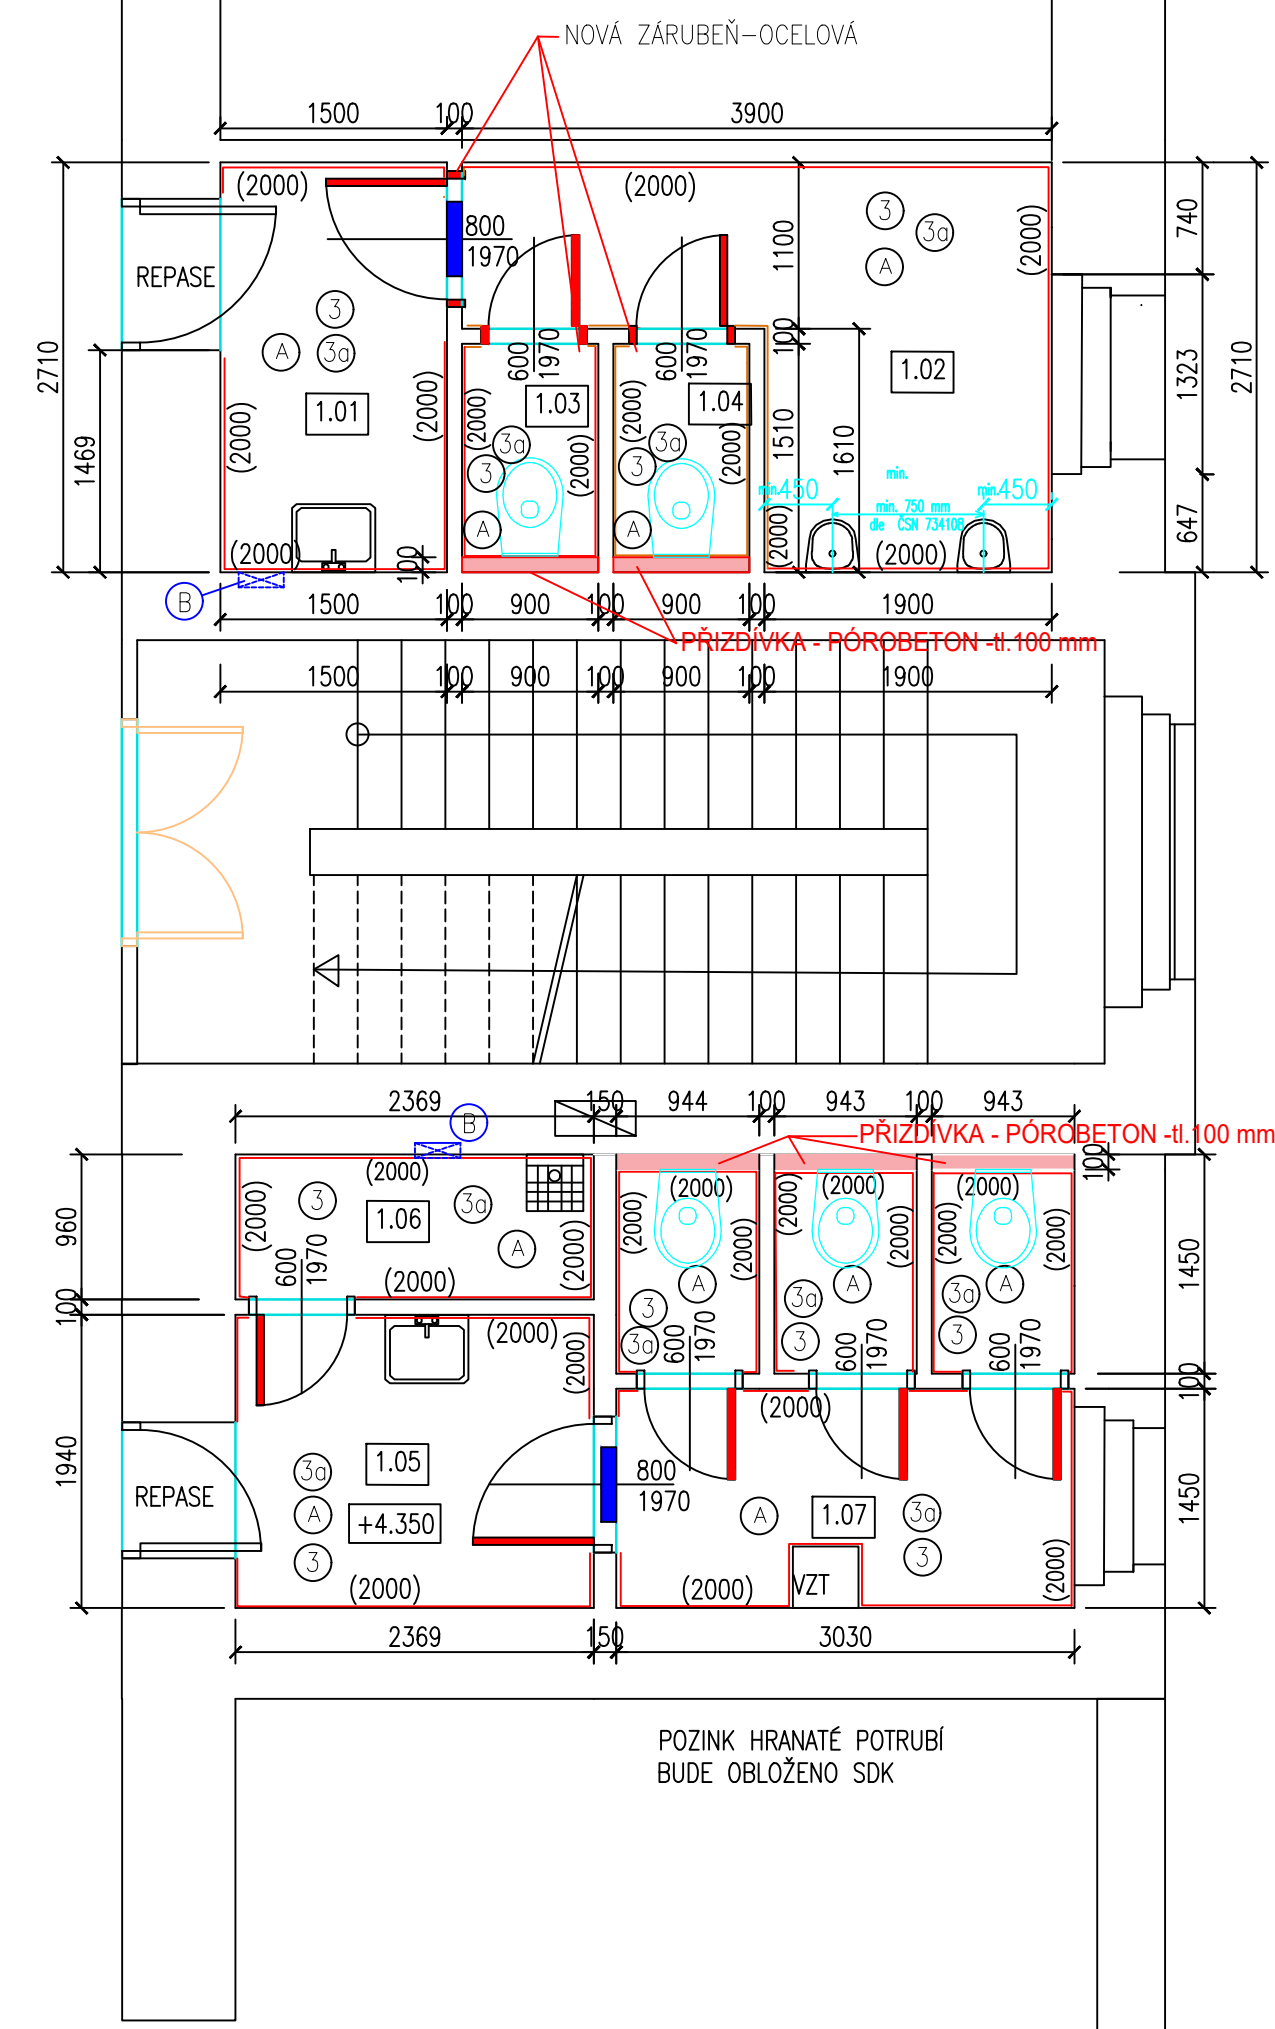 NOVÁ ZÁRUBEŇ-OCELOVÁ
1500 100 3900
(2000) (2000)
3
3a
A
(2000)
740
800
1970
1100
REPASE
3
A 3a
2710
1469
600
1970
600
1970
100
1.02
1323
2710
1.01
1.03
1.04
(2000)
(2000)
(2000)
(2000)
3a
3
(2000)
3a
3
(2000)
1510
1610
min.
min.450
min.450
min. 750 mm
dle ČSN 734108
A
A
647
(2000)
100
(2000)
(2000)
B
1500 100 900 100 900 100 1900
PŘIZDÍVKA - PÓROBETON -tl.100 mm
1500 100 900 100 900 100 1900
2369 150 944 100 943 100 943
B
PŘIZDÍVKA - PÓROBETON -tl.100 mm
100
(2000)
(2000) (2000) (2000)
960
(2000)
3
3a
1.06
A
(2000)
(2000)
(2000)
(2000)
(2000)
(2000)
(2000)
1450
600
1970
(2000)
A
A
A
3
3a
3a
3
3a
3
100
(2000)
(2000)
600
1970
600
1970
600
1970
100
(2000)
1940
1.05
3a
A
3
+4.350
REPASE
800
1970
A
1.07
3a
3
1450
(2000)
(2000)
VZT
(2000)
2369 150 3030
POZINK HRANATÉ POTRUBÍ
BUDE OBLOŽENO SDK